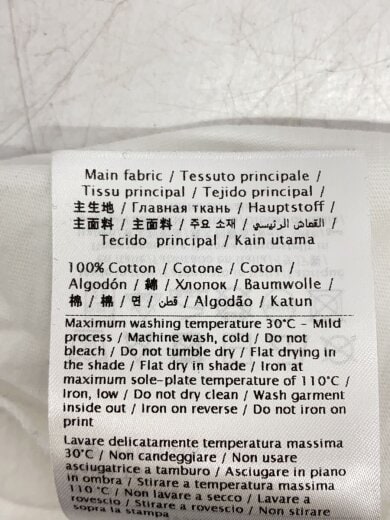 Main fabric / Tessuto principale /
Tissu principal / Tejido principal /
主生地 / Главная ткань / Hauptstoff /
主面料 / 主面料 / 주요 소재 / القماش الرئيسي /
Tecido principal / Kain utama
100% Cotton / Cotone / Coton /
Algodón / 綿 / Хлопок / Baumwolle /
棉 / 棉 / 면 / قطن / Algodão / Katun
Maximum washing temperature 30°C - Mild
process / Machine wash, cold / Do not
bleach / Do not tumble dry / Flat drying in
the shade / Flat dry in shade / Iron at
maximum sole-plate temperature of 110°C /
Iron, low / Do not dry clean / Wash garment
inside out / Iron on reverse / Do not iron on
print
Lavare delicatamente temperatura massima
30°C / Non candeggiare / Non usare
asciugatrice a tamburo / Asciugare in piano
in ombra / Stirare a temperatura massima
110 °C / Non lavare a secco / Lavare a
rovescio / Stirare a rovescio / Non stirare
sopra la stampa